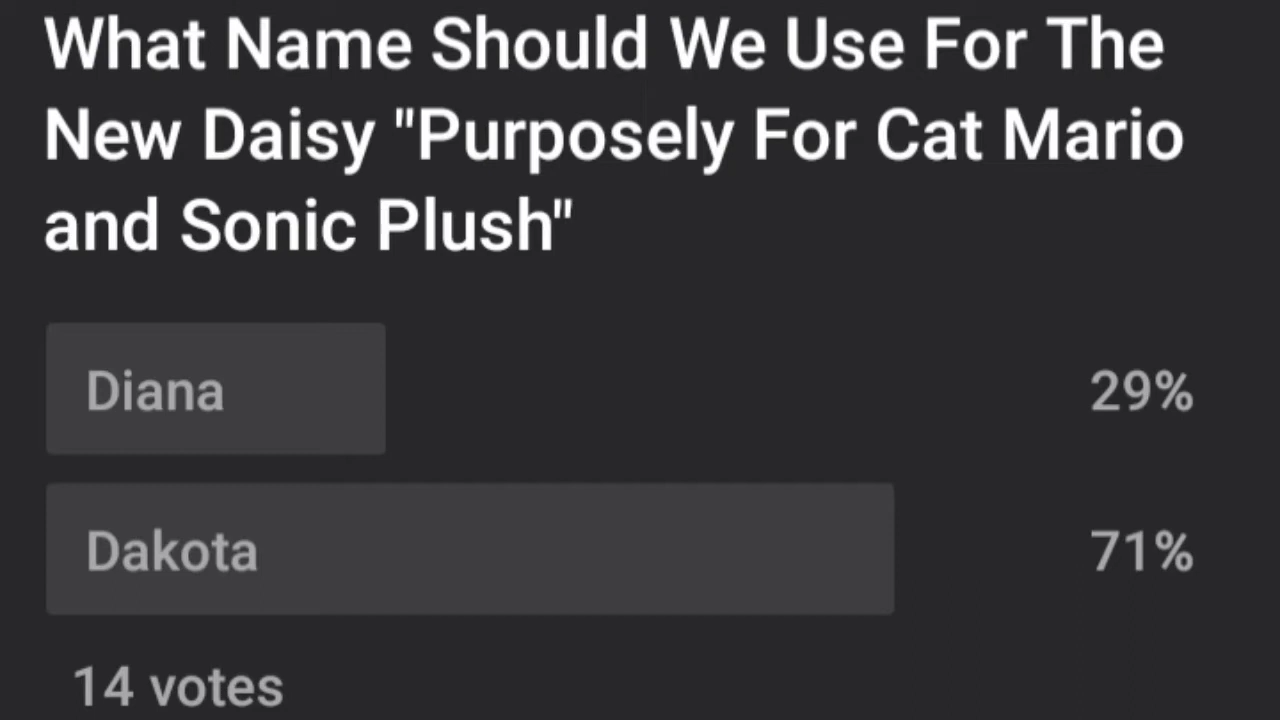 What Name Should We Use For The
New Daisy "Purposely For Cat Mario
and Sonic Plush"
Diana 29%
Dakota 71%
14 votes